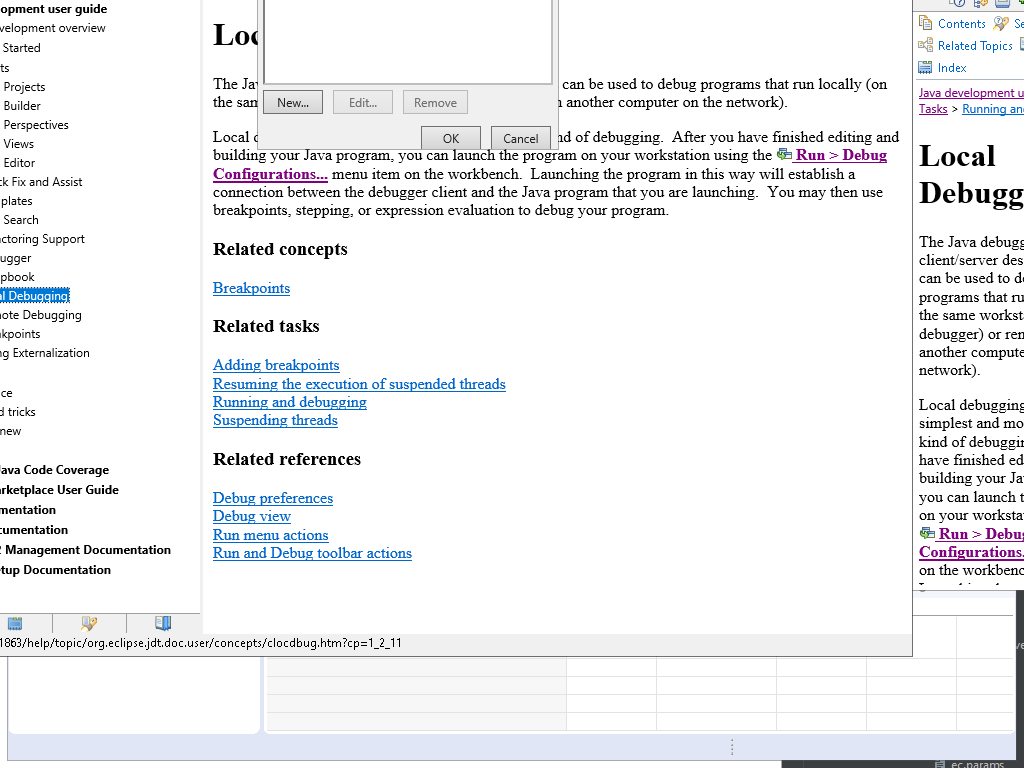 opment user guide
velopment overview
Started
ts
Projects
Builder
Perspectives
Views
Editor
ck Fix and Assist
plates
Search
actoring Support
ugger
pbook
al Debugging
ote Debugging
kpoints
ng Externalization
ce
d tricks
new
Java Code Coverage
arketplace User Guide
mentation
cumentation
2 Management Documentation
tup Documentation
1863/help/topic/org.eclipse.jdt.doc.user/concepts/clocdbug.htm?cp=1_2_11
Loc
The Jav can be used to debug programs that run locally (on
the sam another computer on the network).
New... Edit... Remove
OK Cancel
Local d nd of debugging. After you have finished editing and
building your Java program, you can launch the program on your workstation using the Run > Debug
Configurations... menu item on the workbench. Launching the program in this way will establish a
connection between the debugger client and the Java program that you are launching. You may then use
breakpoints, stepping, or expression evaluation to debug your program.
Related concepts
Breakpoints
Related tasks
Adding breakpoints
Resuming the execution of suspended threads
Running and debugging
Suspending threads
Related references
Debug preferences
Debug view
Run menu actions
Run and Debug toolbar actions
Contents Se
Related Topics
Index
Java development u
Tasks > Running an
Local
Debugg
The Java debugg
client/server des
can be used to de
programs that ru
the same worksta
debugger) or rem
another compute
network).
Local debugging
simplest and mo
kind of debuggin
have finished ed
building your Ja
you can launch t
on your worksta
Run > Debug
Configurations.
on the workbenc
ve
ec.params